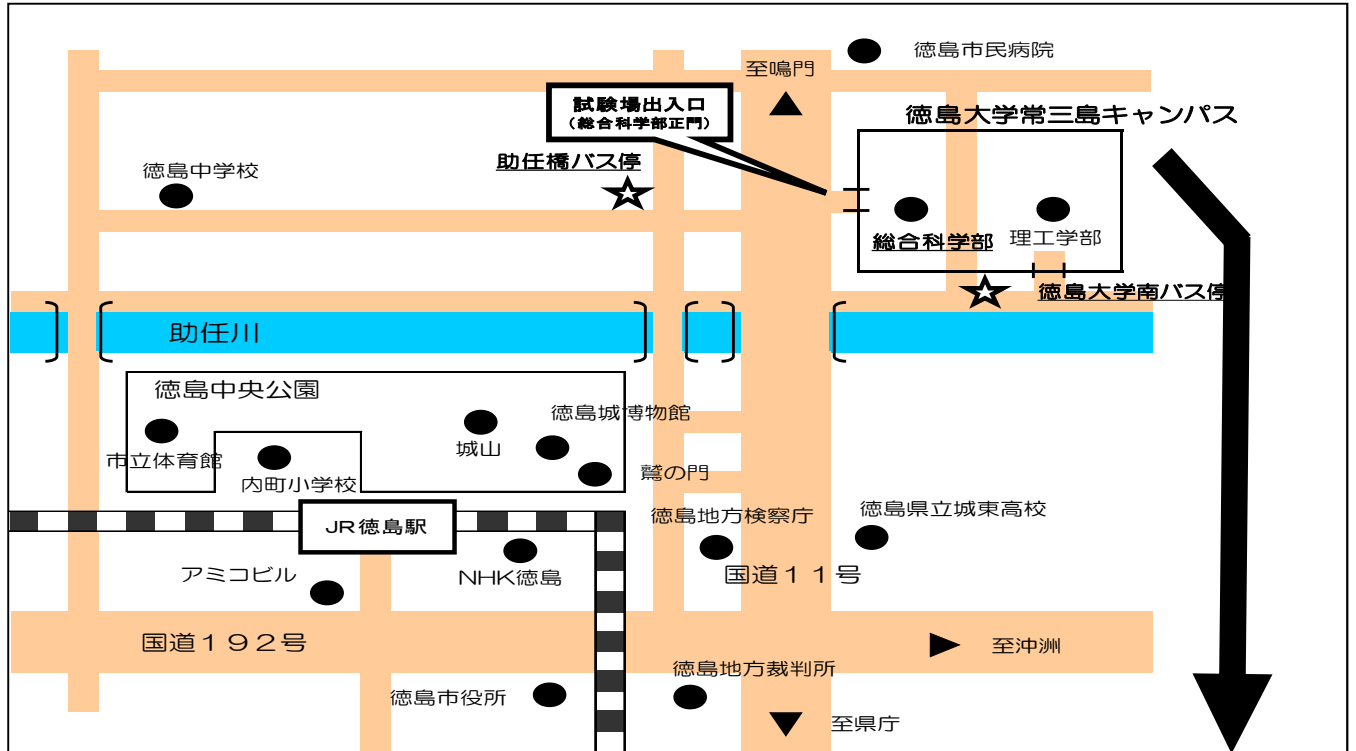 徳島市民病院
至鳴門
試験場出入口
（総合科学部正門）
徳島大学常三島キャンパス
助任橋バス停
徳島中学校
総合科学部
理工学部
徳島大学南バス停
助任川
徳島中央公園
徳島城博物館
城山
市立体育館
内町小学校
鷲の門
JR徳島駅
徳島地方検察庁
徳島県立城東高校
アミコビル
NHK徳島
国道１１号
国道１９２号
至沖洲
徳島地方裁判所
徳島市役所
至県庁